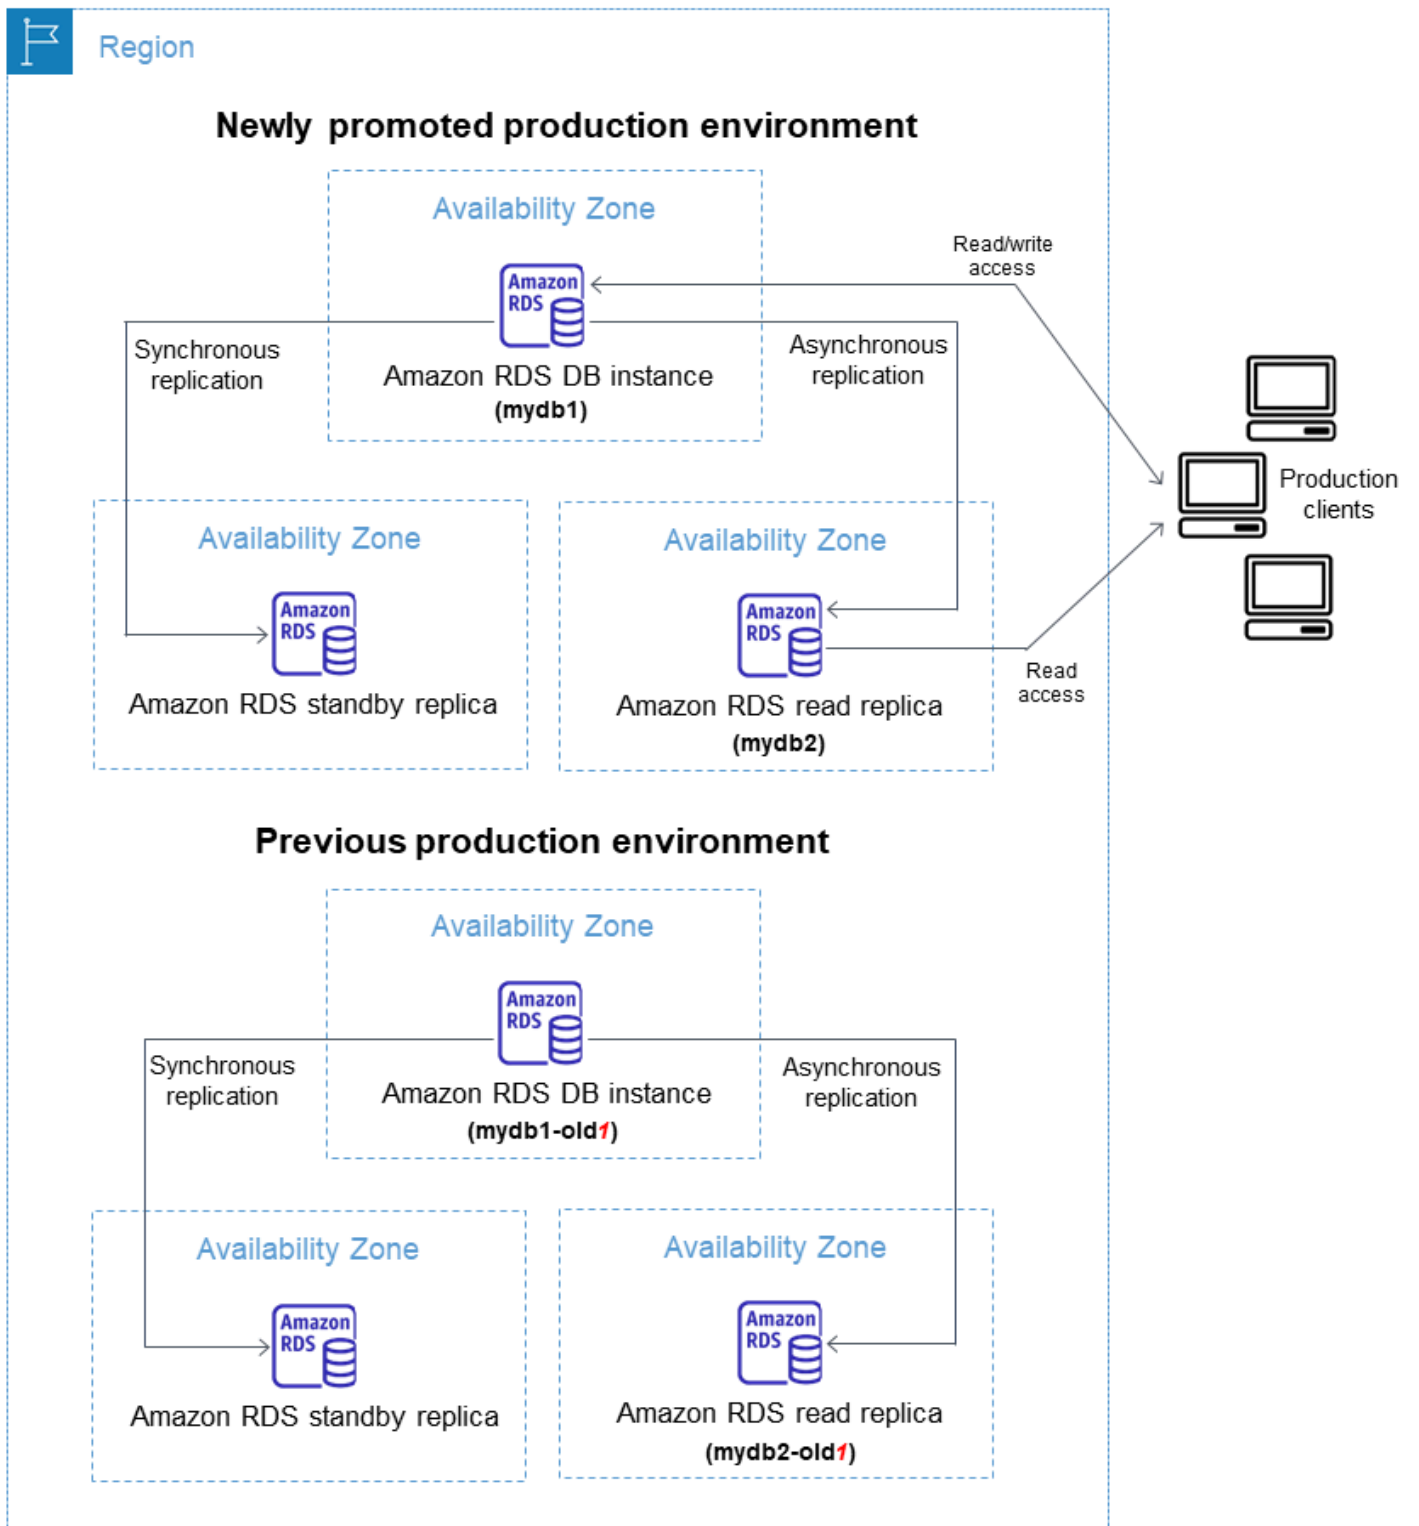 Region
Newly promoted production environment
Availability Zone
Read/write
access
Amazon
RDS
Synchronous
replication
Asynchronous
replication
Amazon RDS DB instance
(mydb1)
Production
clients
Availability Zone
Availability Zone
Amazon
RDS
Amazon
RDS
Amazon RDS standby replica
Amazon RDS read replica
(mydb2)
Read
access
Previous production environment
Availability Zone
Amazon
RDS
Synchronous
replication
Asynchronous
replication
Amazon RDS DB instance
(mydb1-old1)
Availability Zone
Availability Zone
Amazon
RDS
Amazon
RDS
Amazon RDS standby replica
Amazon RDS read replica
(mydb2-old1)